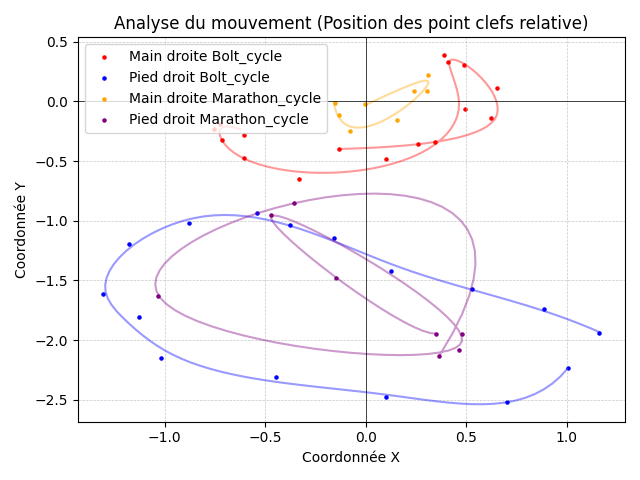 Analyse du mouvement (Position des point clefs relative)
Main droite Bolt_cycle
Pied droit Bolt_cycle
Main droite Marathon_cycle
Pied droit Marathon_cycle
Coordonnée Y
0.5
0.0
−0.5
−1.0
−1.5
−2.0
−2.5
−1.0 −0.5 0.0 0.5 1.0
Coordonnée X